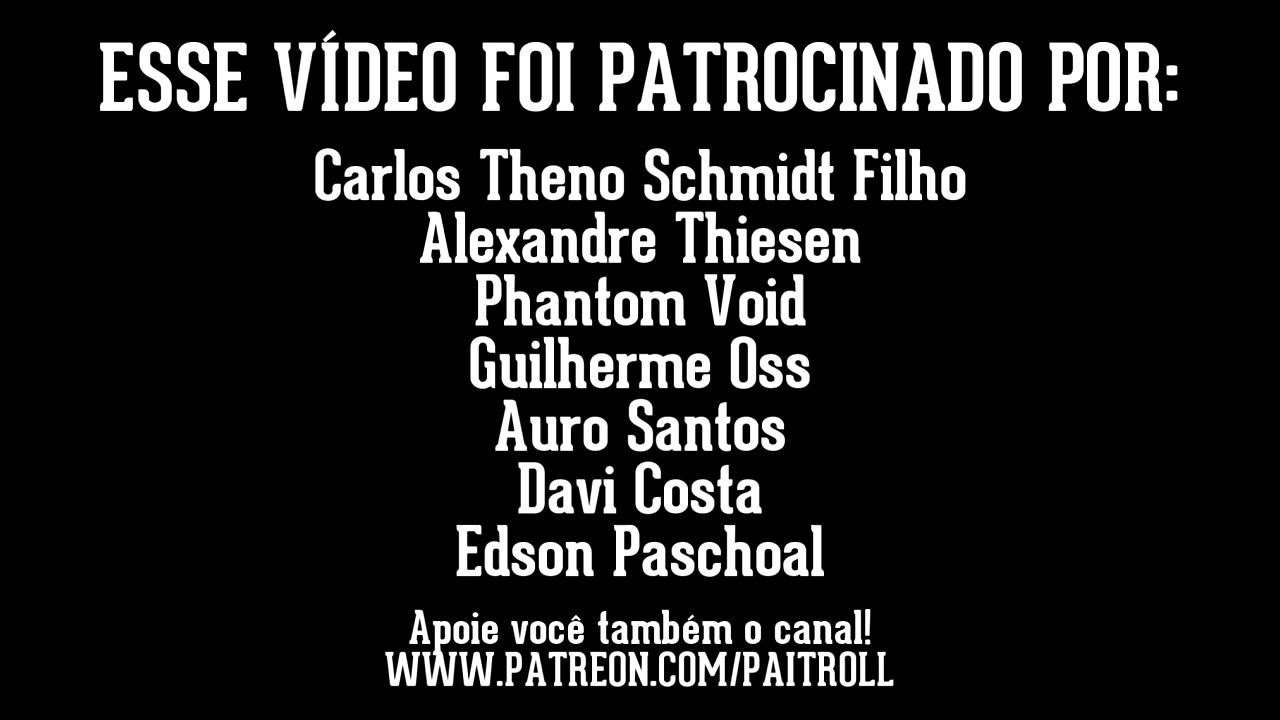 ESSE VÍDEO FOI PATROCINADO POR:
Carlos Theno Schmidt Filho
Alexandre Thiesen
Phantom Void
Guilherme Oss
Auro Santos
Davi Costa
Edson Paschoal
Apoie você também o canal!
WWW.PATREON.COM/PAITROLL